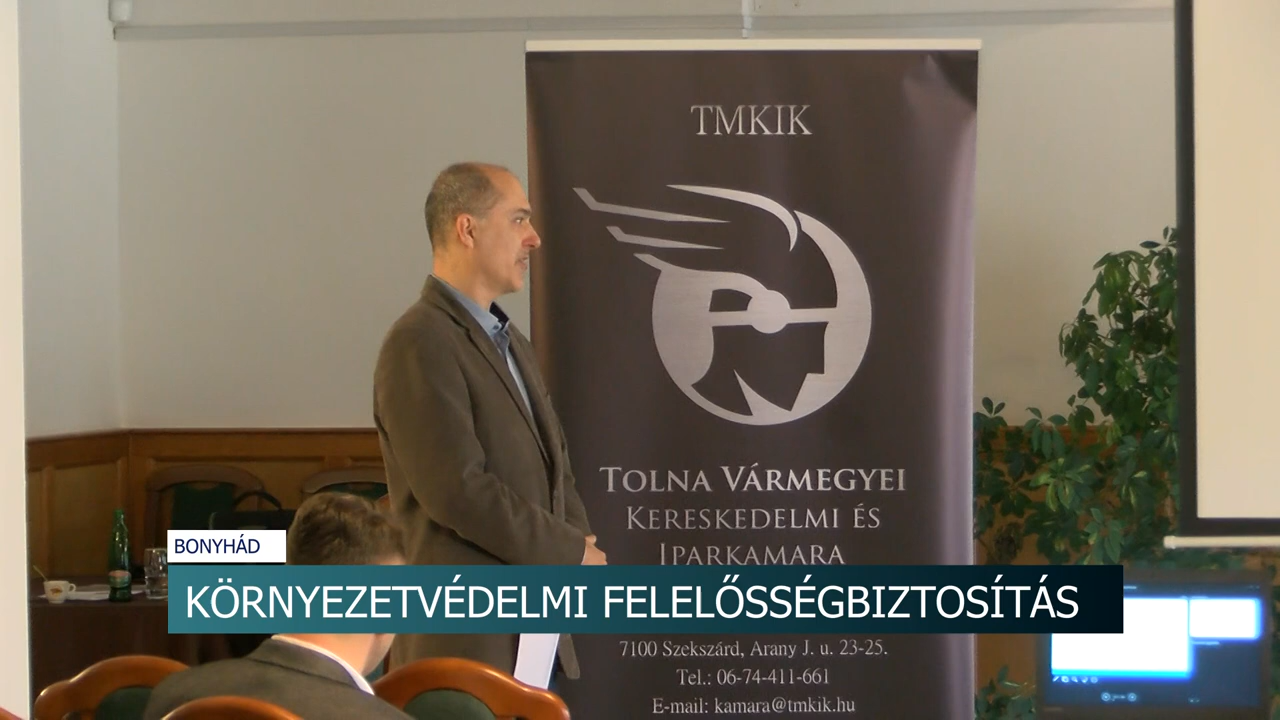 TMKIK
TOLNA VÁRMEGYEI
KERESKEDELMI ÉS
IPARKAMARA
BONYHÁD
KÖRNYEZETVÉDELMI FELELŐSSÉGBIZTOSÍTÁS
7100 Szekszárd, Arany J. u. 23-25.
Tel.: 06-74-411-661
E-mail: kamara@tmkik.hu